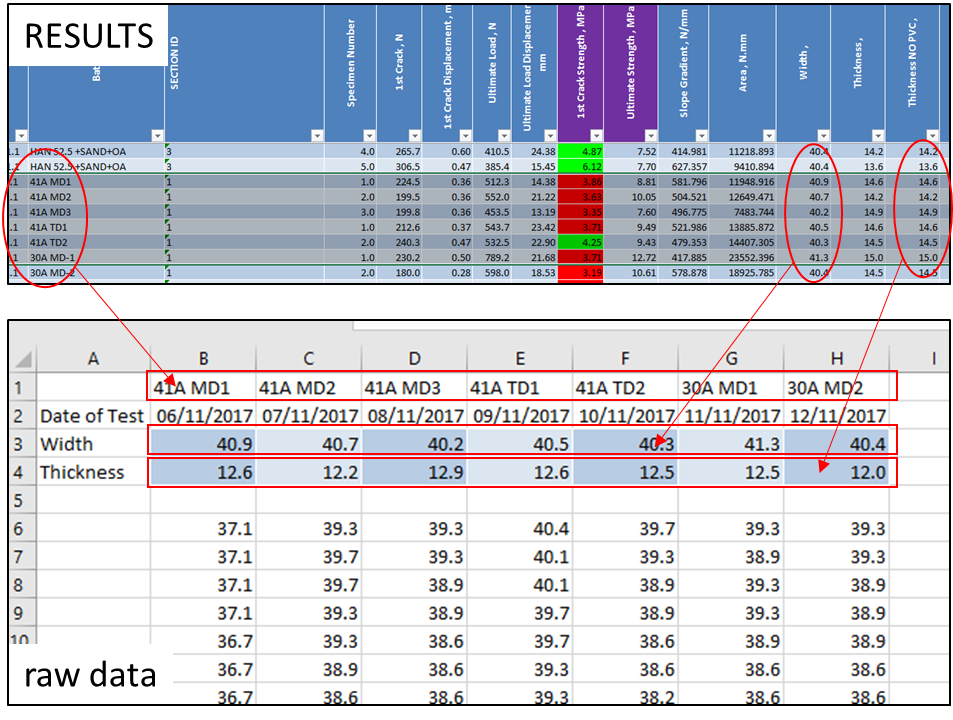 RESULTS
Bat
SECTION ID
Specimen Number
1st Crack , N
1st Crack Displacement, m
Ultimate Load , N
Ultimate Load Displacemen
mm
1st Crack Strength , MPa
Ultimate Strength , MPa
Slope Gradient , N/mm
Area , N.mm
Width ,
Thickness ,
Thickness NO PVC ,
1.1 HAN 52.5 +SAND+OA 3 4.0 265.7 0.60 410.5 24.38 4.87 7.52 414.981 11218.893 40.4 14.2 14.2
1.1 HAN 52.5 +SAND+OA 3 5.0 306.5 0.47 385.4 15.45 6.12 7.70 627.357 9410.894 40.4 13.6 13.6
.1 41A MD1 1 1.0 224.5 0.36 512.3 14.38 3.86 8.81 581.796 11948.916 40.9 14.6 14.6
.1 41A MD2 1 2.0 199.5 0.36 552.0 21.22 3.63 10.05 504.521 12649.471 40.7 14.2 14.2
.1 41A MD3 1 3.0 199.8 0.36 453.5 13.19 3.35 7.60 496.775 7483.744 40.2 14.9 14.9
.1 41A TD1 1 1.0 212.6 0.37 543.7 23.42 3.71 9.49 521.986 13885.872 40.5 14.6 14.6
.1 41A TD2 1 2.0 240.3 0.47 532.5 22.90 4.25 9.43 479.353 14407.305 40.3 14.5 14.5
.1 30A MD-1 1 1.0 230.2 0.50 789.2 21.68 3.71 12.72 417.885 23552.396 41.3 15.0 15.0
1.1 30A MD-2 1 2.0 180.0 0.28 598.0 18.53 3.19 10.61 578.878 18925.785 40.4 14.5 14.5
A B C D E F G H I
1 41A MD1 41A MD2 41A MD3 41A TD1 41A TD2 30A MD1 30A MD2
2 Date of Test 06/11/2017 07/11/2017 08/11/2017 09/11/2017 10/11/2017 11/11/2017 12/11/2017
3 Width 40.9 40.7 40.2 40.5 40.3 41.3 40.4
4 Thickness 12.6 12.2 12.9 12.6 12.5 12.5 12.0
5
6 37.1 39.3 39.3 40.4 39.7 39.3 39.3
7 37.1 39.7 39.3 40.1 39.3 38.9 39.3
8 37.1 39.7 38.9 40.1 38.9 39.3 38.9
9 37.1 39.3 38.9 39.7 38.9 39.3 38.9
10 36.7 39.3 38.6 39.7 38.6 38.9 38.9
36.7 38.9 38.6 39.3 38.6 38.6 38.6
36.7 38.6 38.6 39.3 38.2 38.6 38.6
raw data